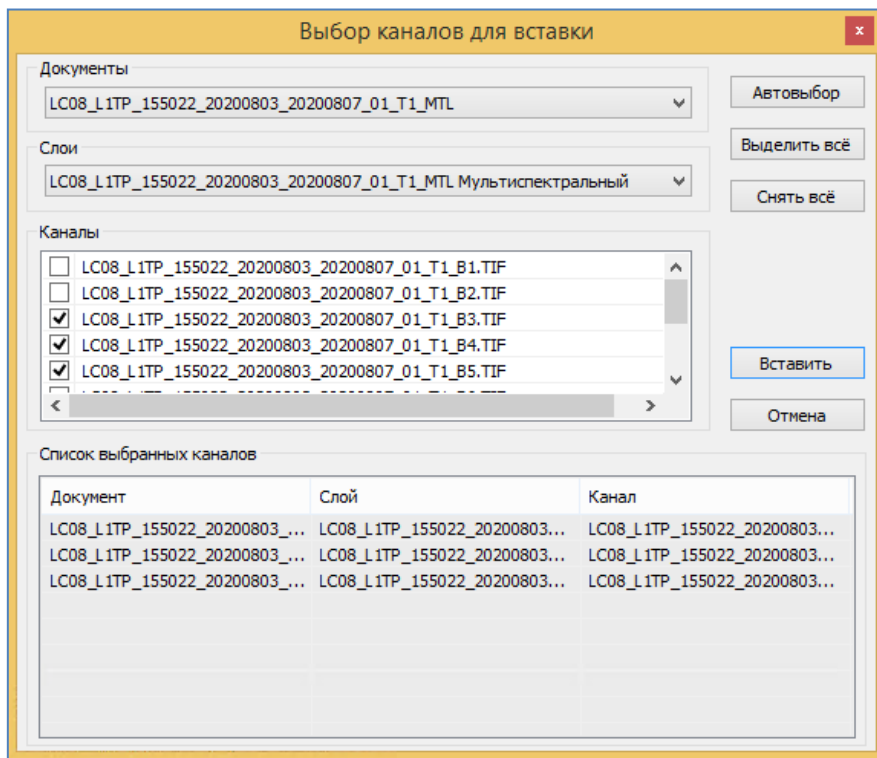 Выбор каналов для вставки
x
Документы
LC08_L1TP_155022_20200803_20200807_01_T1_MTL
Автовыбор
Выделить всё
Слои
LC08_L1TP_155022_20200803_20200807_01_T1_MTL Мультиспектральный
Снять всё
Каналы
LC08_L1TP_155022_20200803_20200807_01_T1_B1.TIF
LC08_L1TP_155022_20200803_20200807_01_T1_B2.TIF
LC08_L1TP_155022_20200803_20200807_01_T1_B3.TIF
LC08_L1TP_155022_20200803_20200807_01_T1_B4.TIF
LC08_L1TP_155022_20200803_20200807_01_T1_B5.TIF
Вставить
Отмена
Список выбранных каналов
Документ Слой Канал
LC08_L1TP_155022_20200803_... LC08_L1TP_155022_20200803... LC08_L1TP_155022_20200803...
LC08_L1TP_155022_20200803_... LC08_L1TP_155022_20200803... LC08_L1TP_155022_20200803...
LC08_L1TP_155022_20200803_... LC08_L1TP_155022_20200803... LC08_L1TP_155022_20200803...